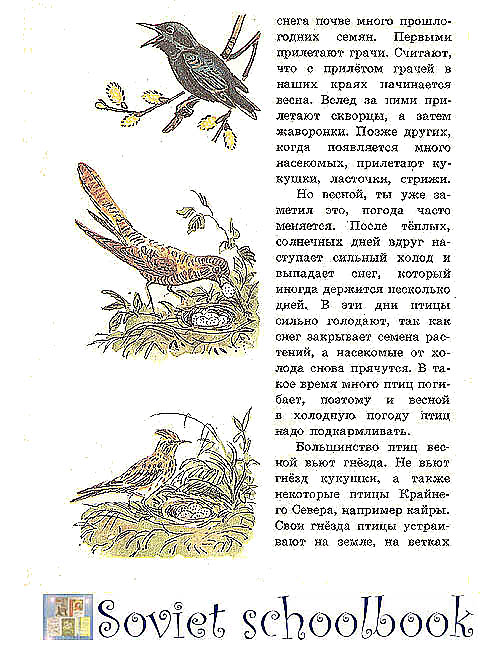 снега почве много прошло-
годних семян. Первыми
прилетают грачи. Считают,
что с прилётом грачей в
наших краях начинается
весна. Вслед за ними при-
летают скворцы, а затем
жаворонки. Позже других,
когда появляется много
насекомых, прилетают ку-
кушки, ласточки, стрижи.
Но весной, ты уже за-
метил это, погода часто
меняется. После тёплых,
солнечных дней вдруг на-
ступает сильный холод и
выпадает снег, который
иногда держится несколько
дней. В эти дни птицы
сильно голодают, так как
снег закрывает семена рас-
тений, а насекомые от хо-
лода снова прячутся. В та-
кое время много птиц поги-
бает, поэтому и весной
в холодную погоду птиц
надо подкармливать.
Большинство птиц вес-
ной вьют гнёзда. Не вьют
гнёзд кукушки, а также
некоторые птицы Крайне-
го Севера, например кайры.
Свои гнёзда птицы устраи-
вают на земле, на ветках
Soviet schoolbook